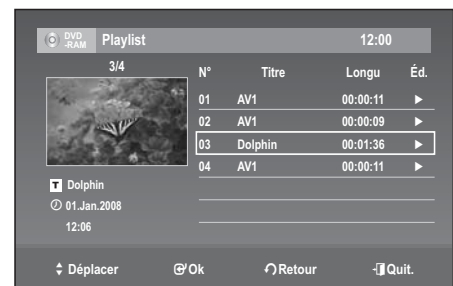 DVD
-RAM Playlist 12:00
3/4
N° Titre Longu Éd.
01 AV1 00:00:11 ►
02 AV1 00:00:09 ►
03 Dolphin 00:01:36 ►
04 AV1 00:00:11 ►
T Dolphin
01.Jan.2008
12:06
Déplacer Ok Retour Quit.